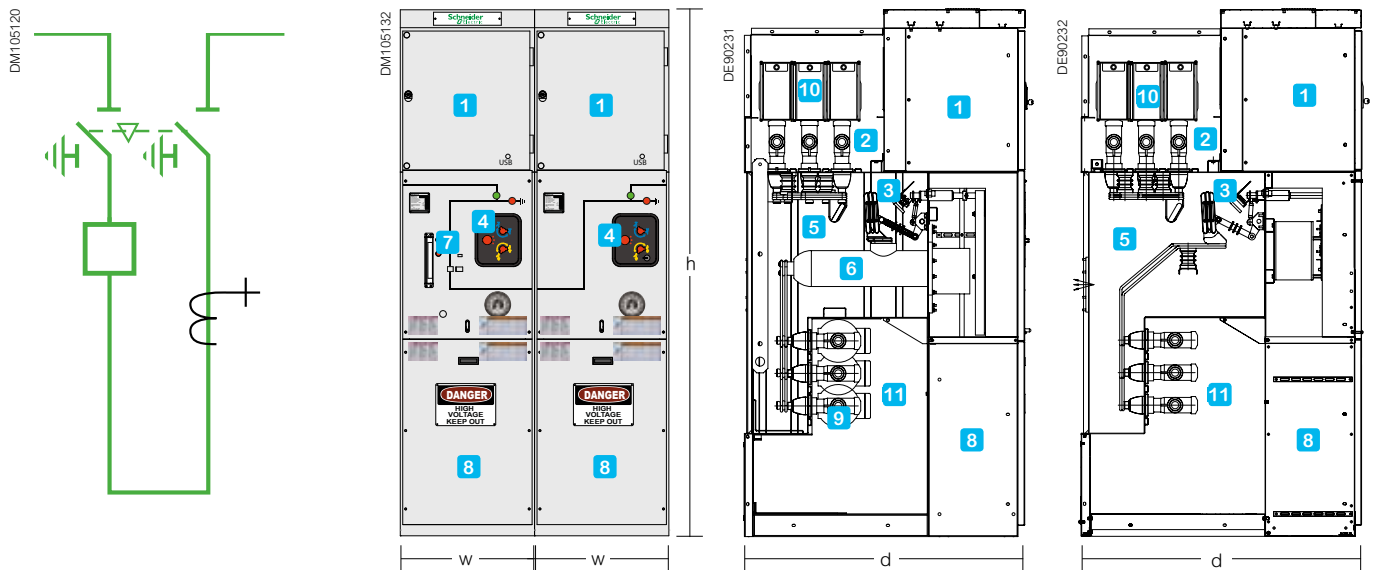 DM105120
DM105132
Schneider
Electric
Schneider
Electric
1
1
USB
USB
4
4
7
DANGER
HIGH
VOLTAGE
KEEP OUT
DANGER
HIGH
VOLTAGE
KEEP OUT
8
8
h
w
w
DE90231
10
1
2
3
5
6
11
9
8
d
DE90232
10
1
2
3
5
11
8
d